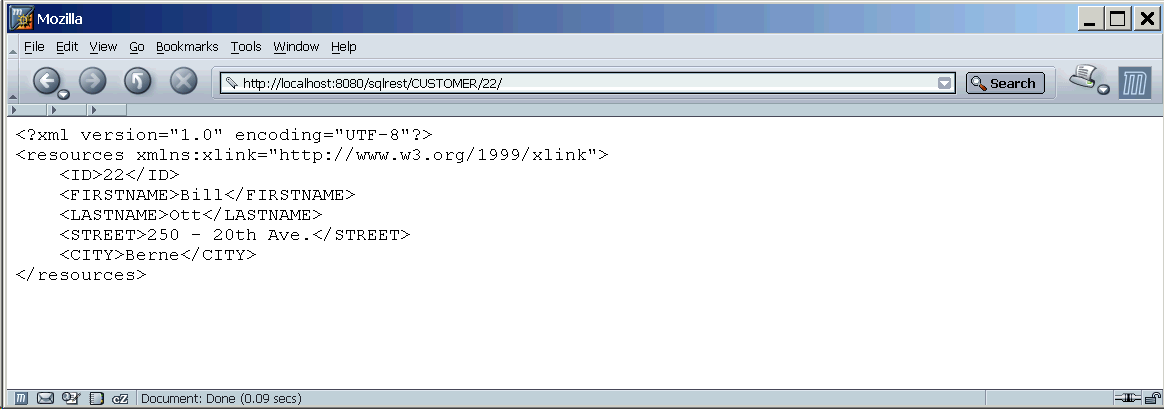 Mozilla
File Edit View Go Bookmarks Tools Window Help
http://localhost:8080/sqlrest/CUSTOMER/22/ Search
<?xml version="1.0" encoding="UTF-8"?>
<resources xmlns:xlink="http://www.w3.org/1999/xlink">
    <ID>22</ID>
    <FIRSTNAME>Bill</FIRSTNAME>
    <LASTNAME>Ott</LASTNAME>
    <STREET>250 - 20th Ave.</STREET>
    <CITY>Berne</CITY>
</resources>
Document: Done (0.09 secs)